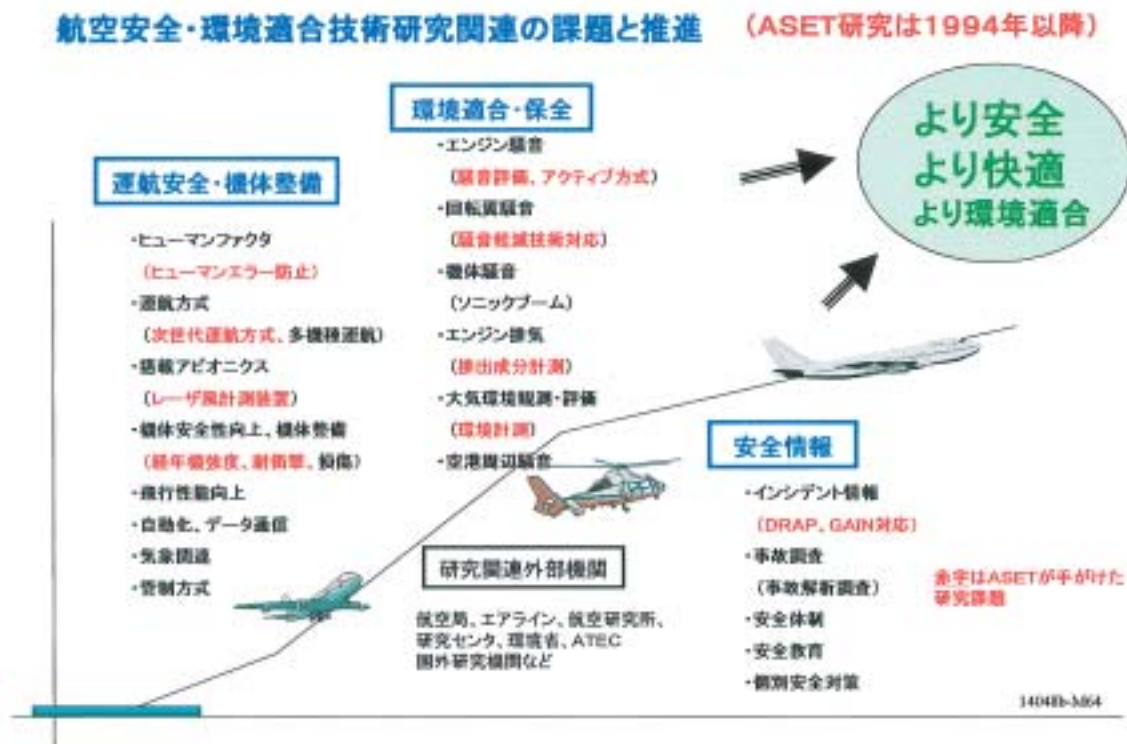 航空安全・環境適合技術研究関連の課題と推進 (ASET研究は1994年以降)
より安全
より快適
より環境適合
環境適合・保全
・エンジン騒音
(騒音評価、アクティブ方式)
・回転翼騒音
(騒音軽減技術対応)
・機体騒音
(ソニックブーム)
・エンジン排気
(排出成分計測)
・大気環境観測・評価
(環境計測)
・空港周辺騒音
運航安全・機体整備
・ヒューマンファクタ
(ヒューマンエラー防止)
・運航方式
(次世代運航方式、多機種運航)
・搭載アビオニクス
(レーザ風計測装置)
・機体安全性向上、機体整備
(経年機強度、耐衝撃、損傷)
・飛行性能向上
・自動化、データ通信
・気象関連
・管制方式
安全情報
・インシデント情報
(DRAP、GAIN対応)
・事故調査
(事故解析調査)
・安全体制
・安全教育
・個別安全対策
赤字はASETが手がけた
研究課題
研究関連外部機関
航空局、エアライン、航空研究所、
研究センタ、環境省、ATEC
国外研究機関など